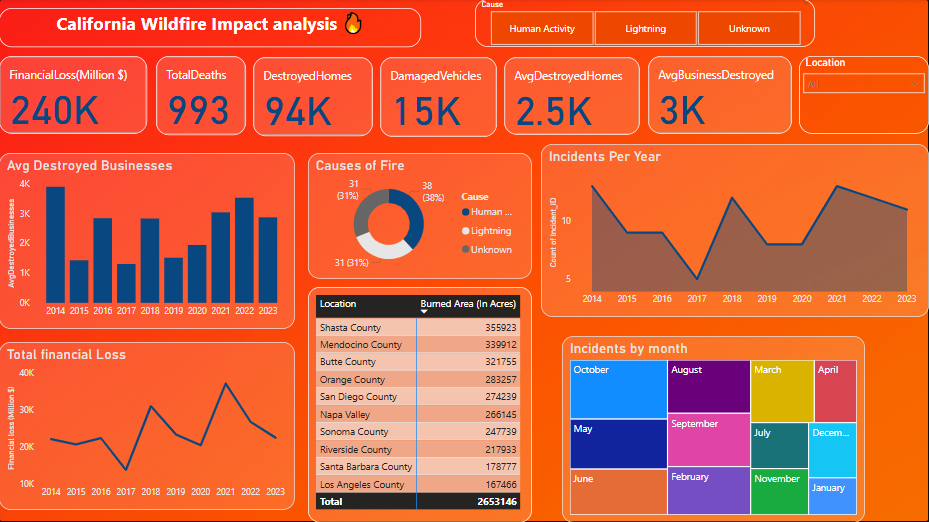 California Wildfire Impact analysis 🔥
Cause
Human Activity
Lightning
Unknown
FinancialLoss(Million $)
240K
TotalDeaths
993
DestroyedHomes
94K
DamagedVehicles
15K
AvgDestroyedHomes
2.5K
AvgBusinessDestroyed
3K
Location
All
Avg Destroyed Businesses
AvgDestroyedBusinesses
4K
3K
2K
1K
0K
2014 2015 2016 2017 2018 2019 2020 2021 2022 2023
Causes of Fire
31
(31%)
38
(38%)
31 (31%)
Cause
Human ...
Lightning
Unknown
Incidents Per Year
Count of Incident_ID
10
5
2014 2015 2016 2017 2018 2019 2020 2021 2022 2023
Total financial Loss
Financial loss (Million $)
40K
30K
20K
10K
2014 2015 2016 2017 2018 2019 2020 2021 2022 2023
Location Burned Area (In Acres)
Shasta County 355923
Mendocino County 339912
Butte County 321755
Orange County 283257
San Diego County 274239
Napa Valley 266145
Sonoma County 247739
Riverside County 217933
Santa Barbara County 178777
Los Angeles County 167466
Total 2653146
Incidents by month
October
May
June
August
September
February
March
April
July
Decem...
November
January